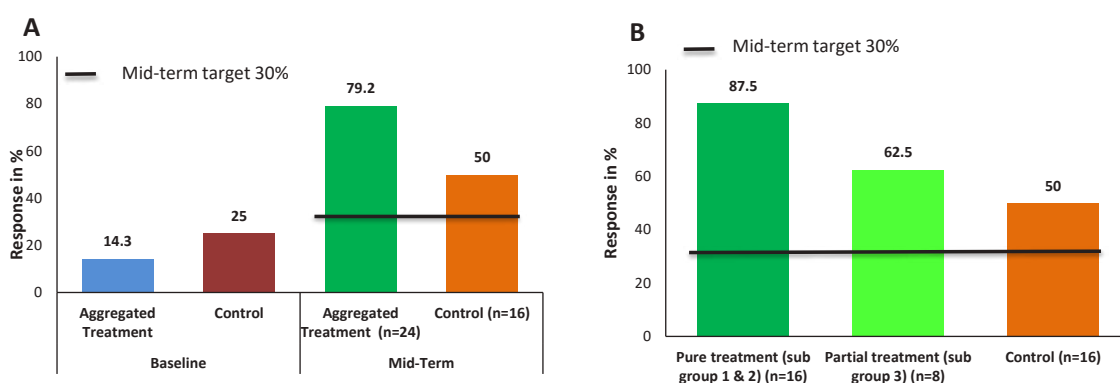 A
Mid-term target 30%
Response in %
100
80
60
40
20
0
14.3
25
79.2
50
Aggregated
Treatment
Control
Aggregated
Treatment (n=24)
Control (n=16)
Baseline
Mid-Term
B
Mid-term target 30%
Response in %
100
80
60
40
20
0
87.5
62.5
50
Pure treatment (sub
group 1 & 2) (n=16)
Partial treatment (sub
group 3) (n=8)
Control (n=16)